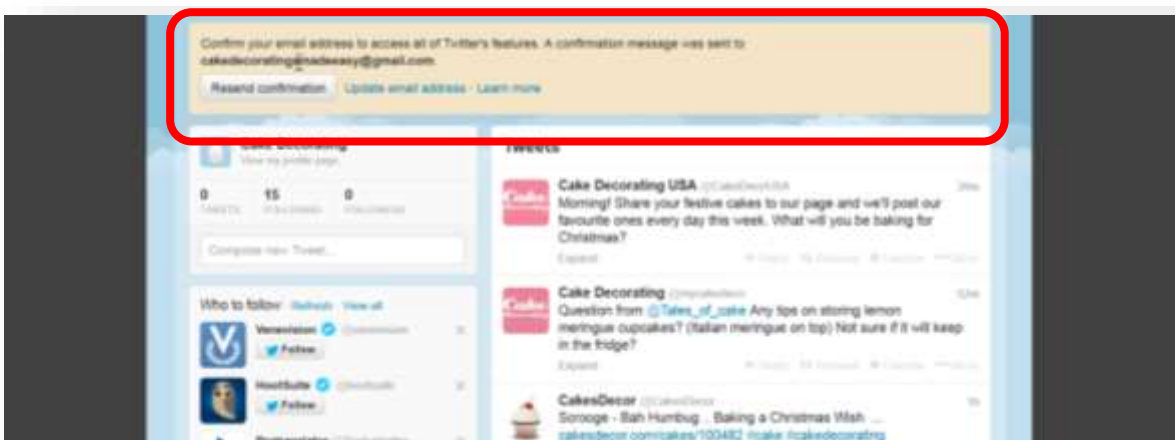 Confirm your email address to access all of Twitter's features. A confirmation message was sent to
cakedecoratingmadeeasy@gmail.com.
Resend confirmation Update email address · Learn more
Cake Decorating
View my profile page
0 15 0
TWEETS FOLLOWING FOLLOWERS
Compose new Tweet...
Who to follow · Refresh · View all
Venevision
Follow
HootSuite
Follow
Tweets
Cake Decorating USA
Morning! Share your festive cakes to our page and we'll post our
favourite ones every day this week. What will you be baking for
Christmas?
Expand
Cake Decorating
Question from @Tales_of_cake Any tips on storing lemon
meringue cupcakes? (Italian meringue on top) Not sure if it will keep
in the fridge?
Expand
CakesDecor
Scrooge - Bah Humbug .. Baking a Christmas Wish ...
cakesdecor.com/cakes/100482 #cake #cakedecorating